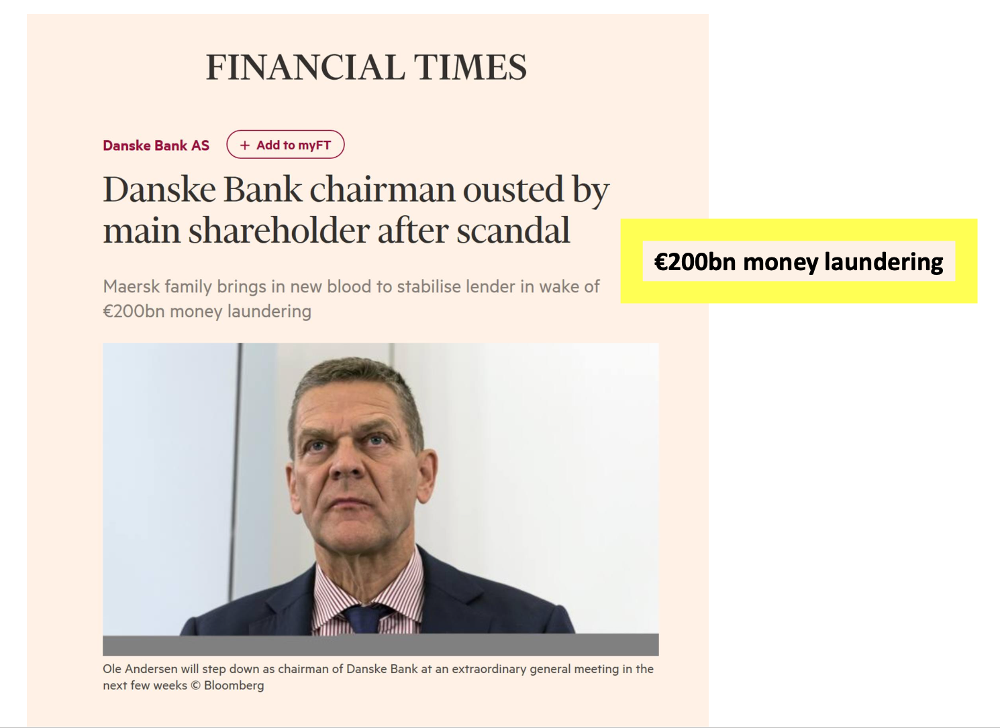 FINANCIAL TIMES
Danske Bank AS
+ Add to myFT
Danske Bank chairman ousted by
main shareholder after scandal
€200bn money laundering
Maersk family brings in new blood to stabilise lender in wake of
€200bn money laundering
Ole Andersen will step down as chairman of Danske Bank at an extraordinary general meeting in the
next few weeks © Bloomberg